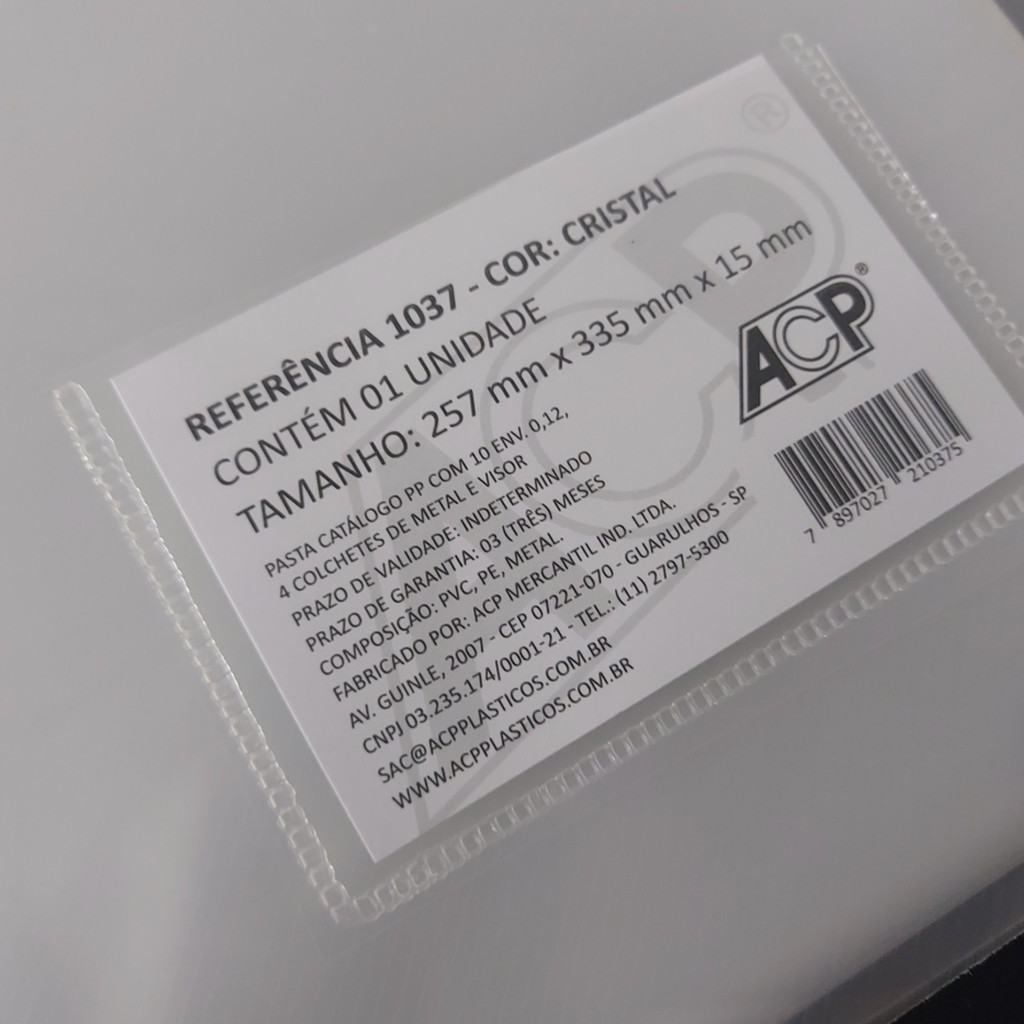 REFERÊNCIA 1037 - COR: CRISTAL
CONTÉM 01 UNIDADE
TAMANHO: 257 mm x 335 mm x 15 mm
PASTA CATÁLOGO PP COM 10 ENV. 0,12,
4 COLCHETES DE METAL E VISOR
PRAZO DE VALIDADE: INDETERMINADO
PRAZO DE GARANTIA: 03 (TRÊS) MESES
COMPOSIÇÃO: PVC, PE, METAL.
FABRICADO POR: ACP MERCANTIL IND. LTDA.
AV. GUINLE, 2007 - CEP 07221-070 - GUARULHOS - SP
CNPJ 03.235.174/0001-21 - TEL.: (11) 2797-5300
SAC@ACPPLASTICOS.COM.BR
WWW.ACPPLASTICOS.COM.BR
ACP®
7 897027 210375
ACP®